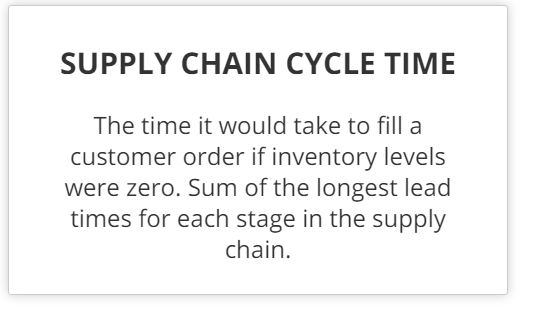 SUPPLY CHAIN CYCLE TIME
The time it would take to fill a
customer order if inventory levels
were zero. Sum of the longest lead
times for each stage in the supply
chain.